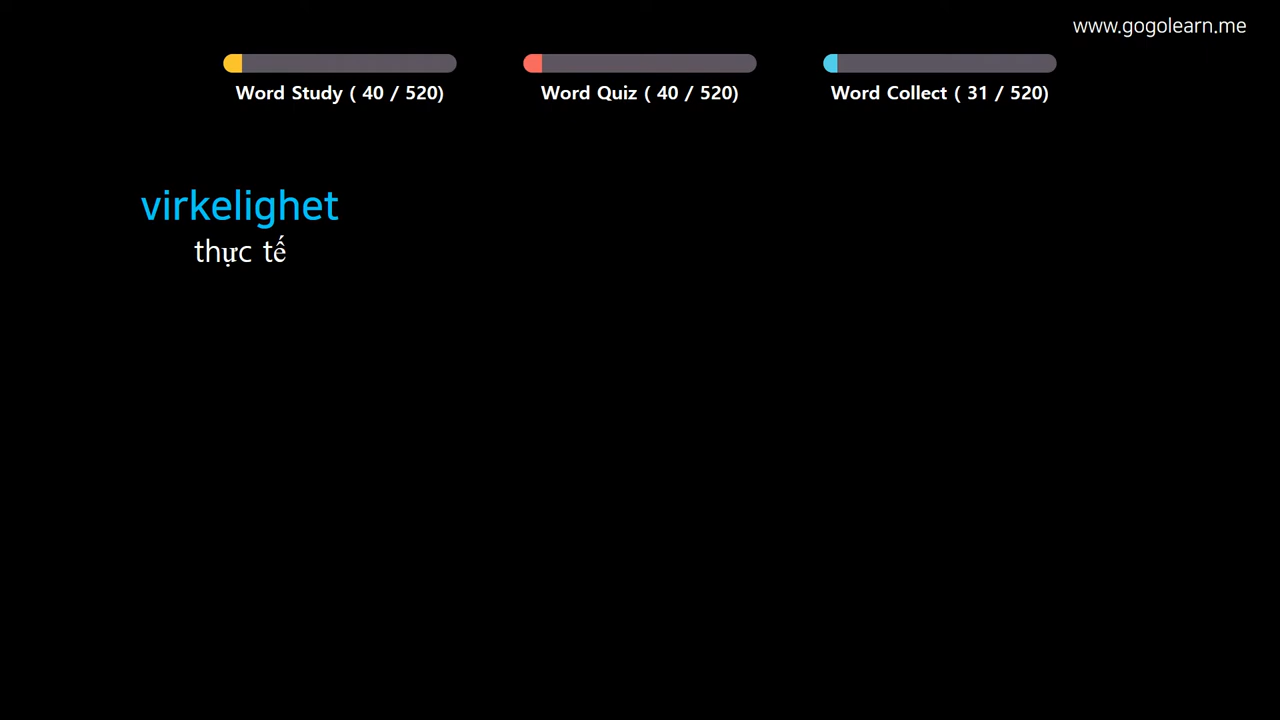 www.gogolearn.me
Word Study ( 40 / 520)
Word Quiz ( 40 / 520)
Word Collect ( 31 / 520)
virkelighet
thực tế